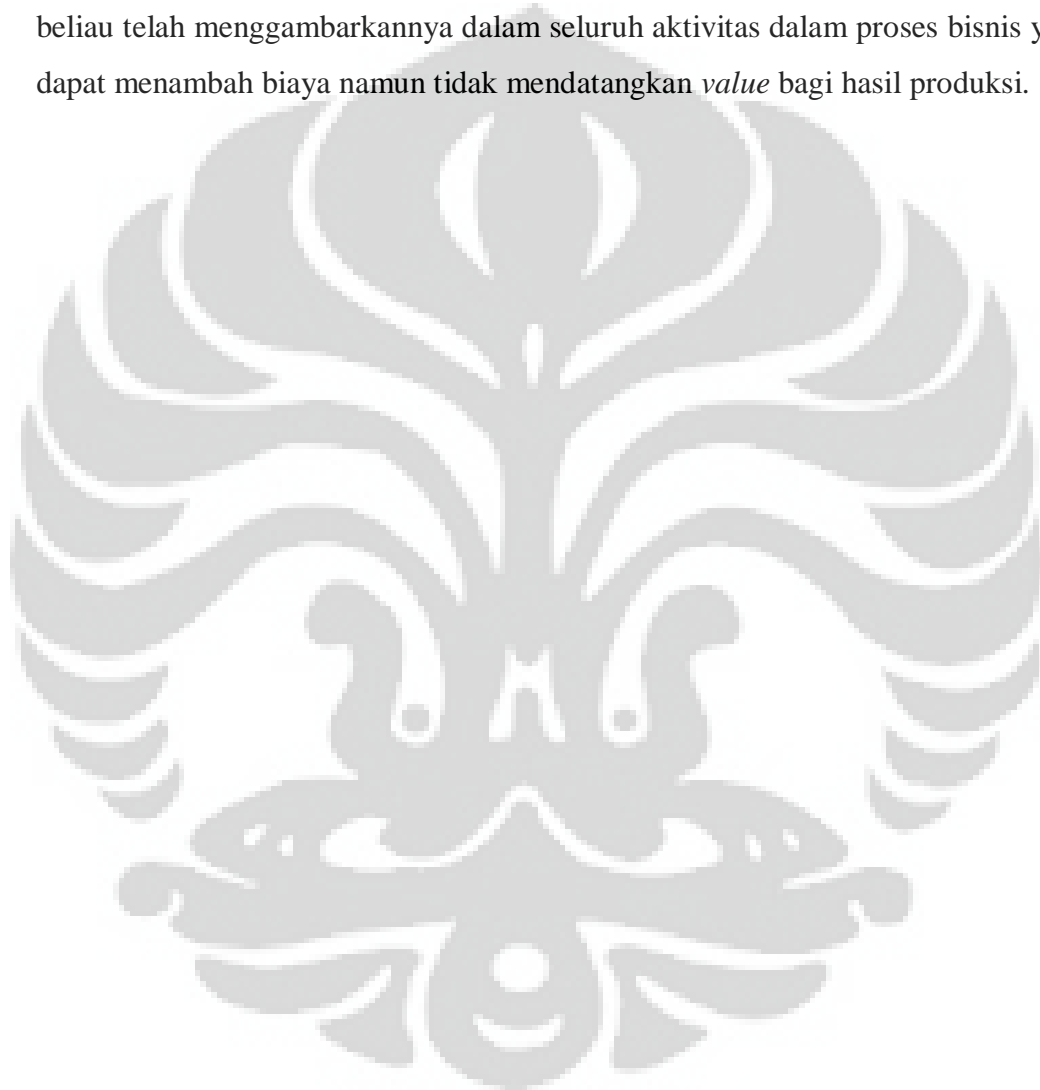 beliau telah menggambarkannya dalam seluruh aktivitas dalam proses bisnis y
dapat menambah biaya namun tidak mendatangkan value bagi hasil produksi.